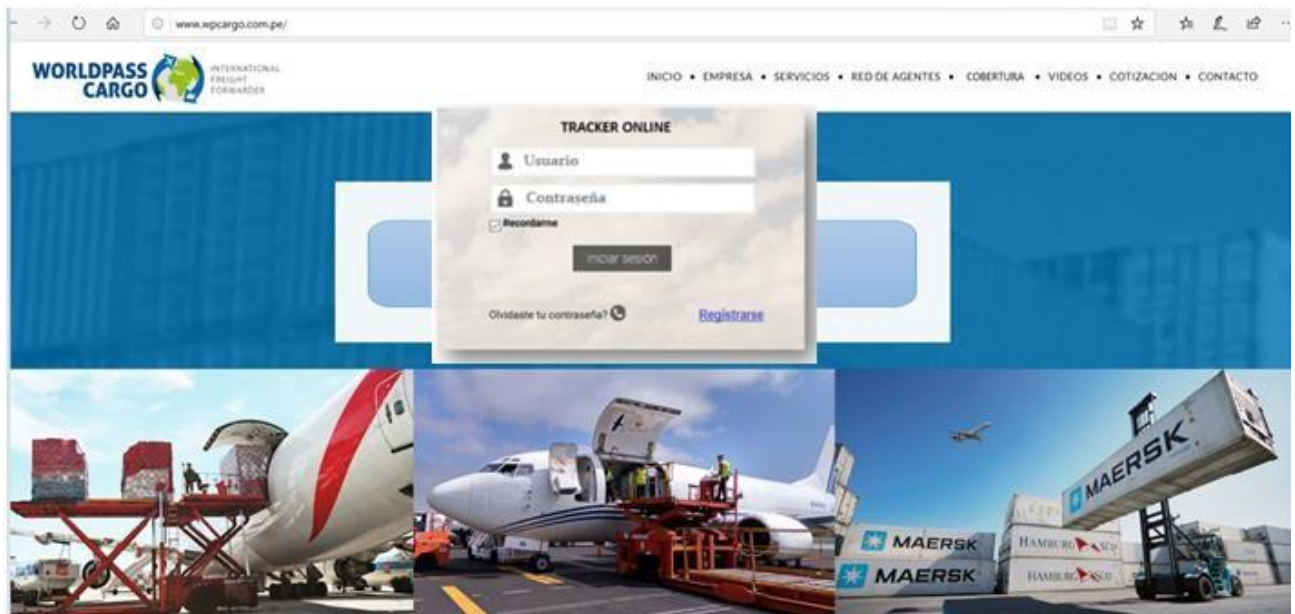 www.wpcargo.com.pe/
WORLDPASS
CARGO
INTERNATIONAL
FREIGHT
FORWARDER
INICIO • EMPRESA • SERVICIOS • RED DE AGENTES • COBERTURA • VIDEOS • COTIZACION • CONTACTO
TRACKER ONLINE
Usuario
Contraseña
Recordarme
Iniciar sesión
Olvidaste tu contraseña?
Registrarse
MAERSK
MAERSK
HAMBURG SÜD
MAERSK
HAMBURG SÜD